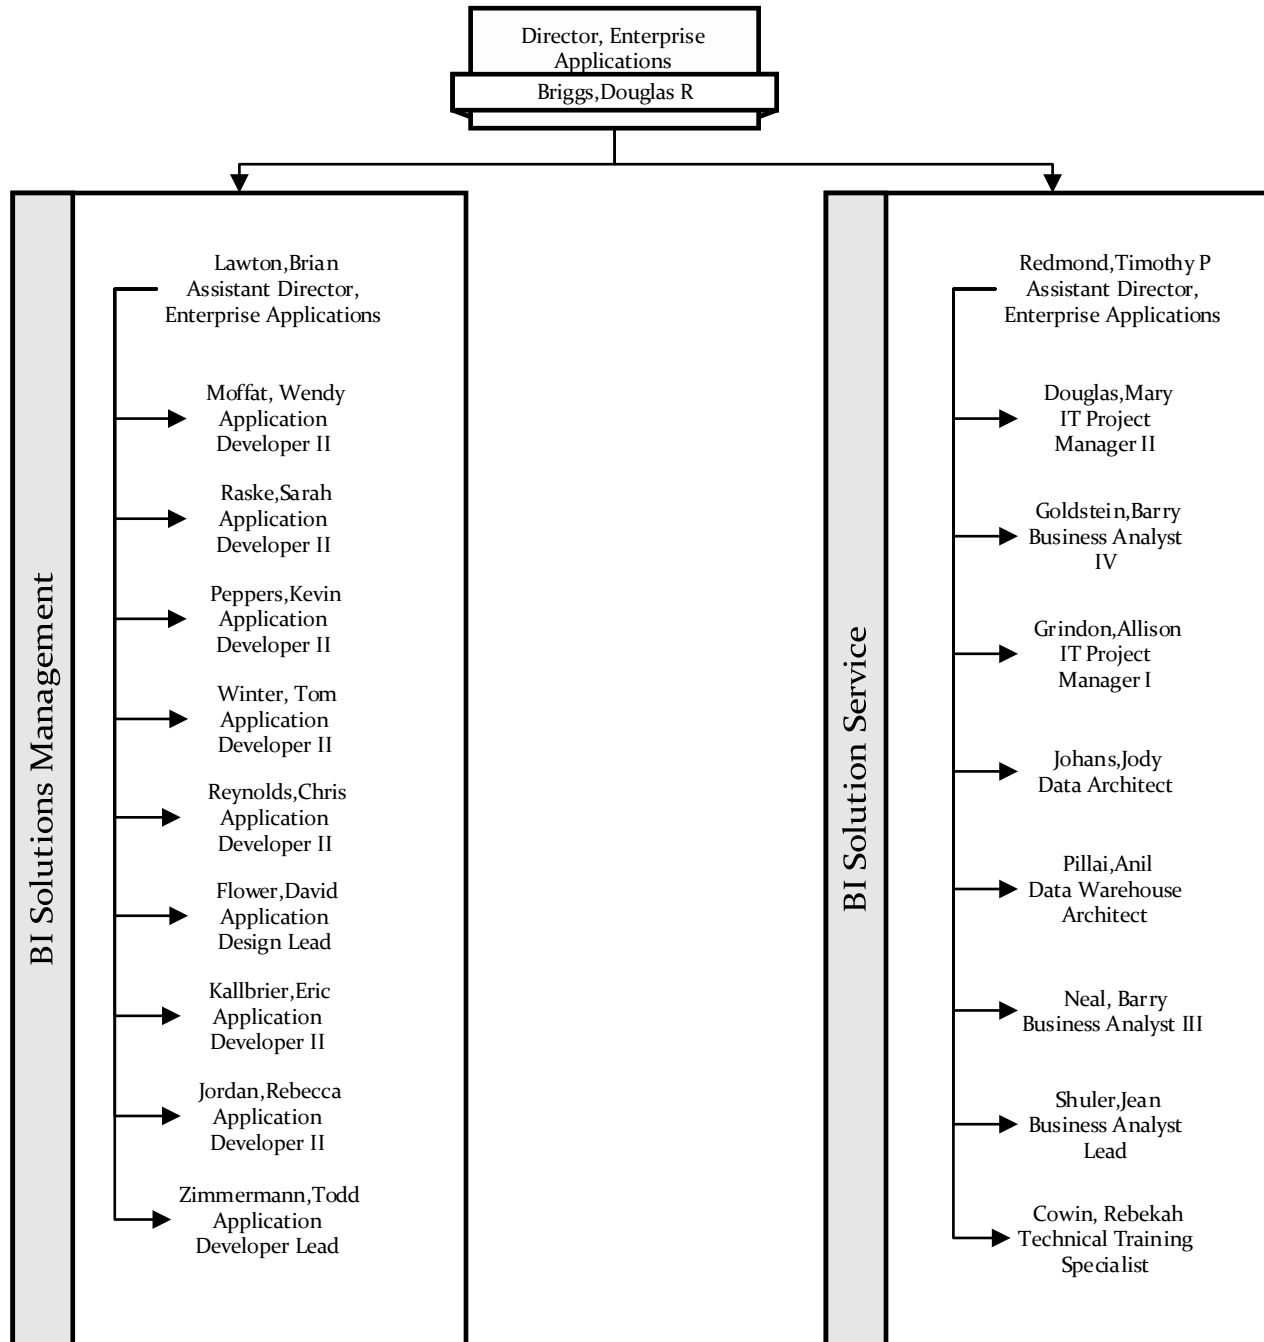 Director, Enterprise
Applications
Briggs,Douglas R
BI Solutions Management
Lawton,Brian
Assistant Director,
Enterprise Applications
Moffat, Wendy
Application
Developer II
Raske,Sarah
Application
Developer II
Peppers,Kevin
Application
Developer II
Winter, Tom
Application
Developer II
Reynolds,Chris
Application
Developer II
Flower,David
Application
Design Lead
Kallbrier,Eric
Application
Developer II
Jordan,Rebecca
Application
Developer II
Zimmermann,Todd
Application
Developer Lead
BI Solution Service
Redmond,Timothy P
Assistant Director,
Enterprise Applications
Douglas,Mary
IT Project
Manager II
Goldstein,Barry
Business Analyst
IV
Grindon,Allison
IT Project
Manager I
Johans,Jody
Data Architect
Pillai,Anil
Data Warehouse
Architect
Neal, Barry
Business Analyst III
Shuler,Jean
Business Analyst
Lead
Cowin, Rebekah
Technical Training
Specialist